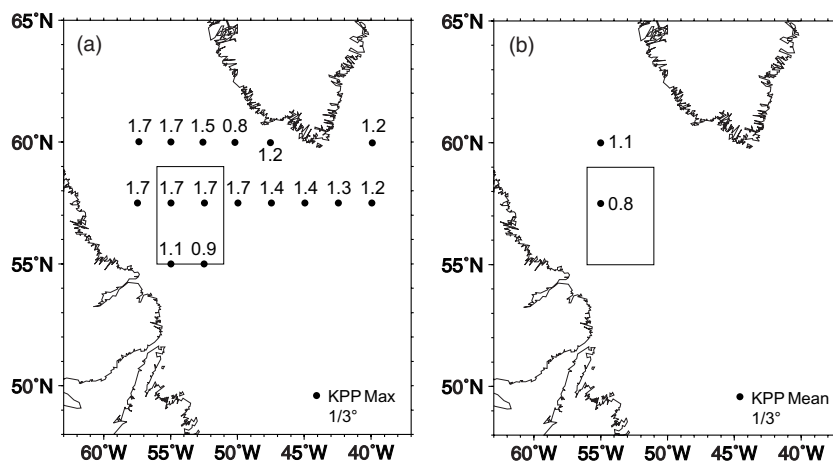 (a)
65˚N
60˚N
55˚N
50˚N
1.7 1.7 1.5 0.8 1.2
1.2
1.7 1.7 1.7 1.7 1.4 1.4 1.3 1.2
1.1 0.9
KPP Max
1/3°
60˚W 55˚W 50˚W 45˚W 40˚W
(b)
65˚N
60˚N
55˚N
50˚N
1.1
0.8
KPP Mean
1/3°
60˚W 55˚W 50˚W 45˚W 40˚W